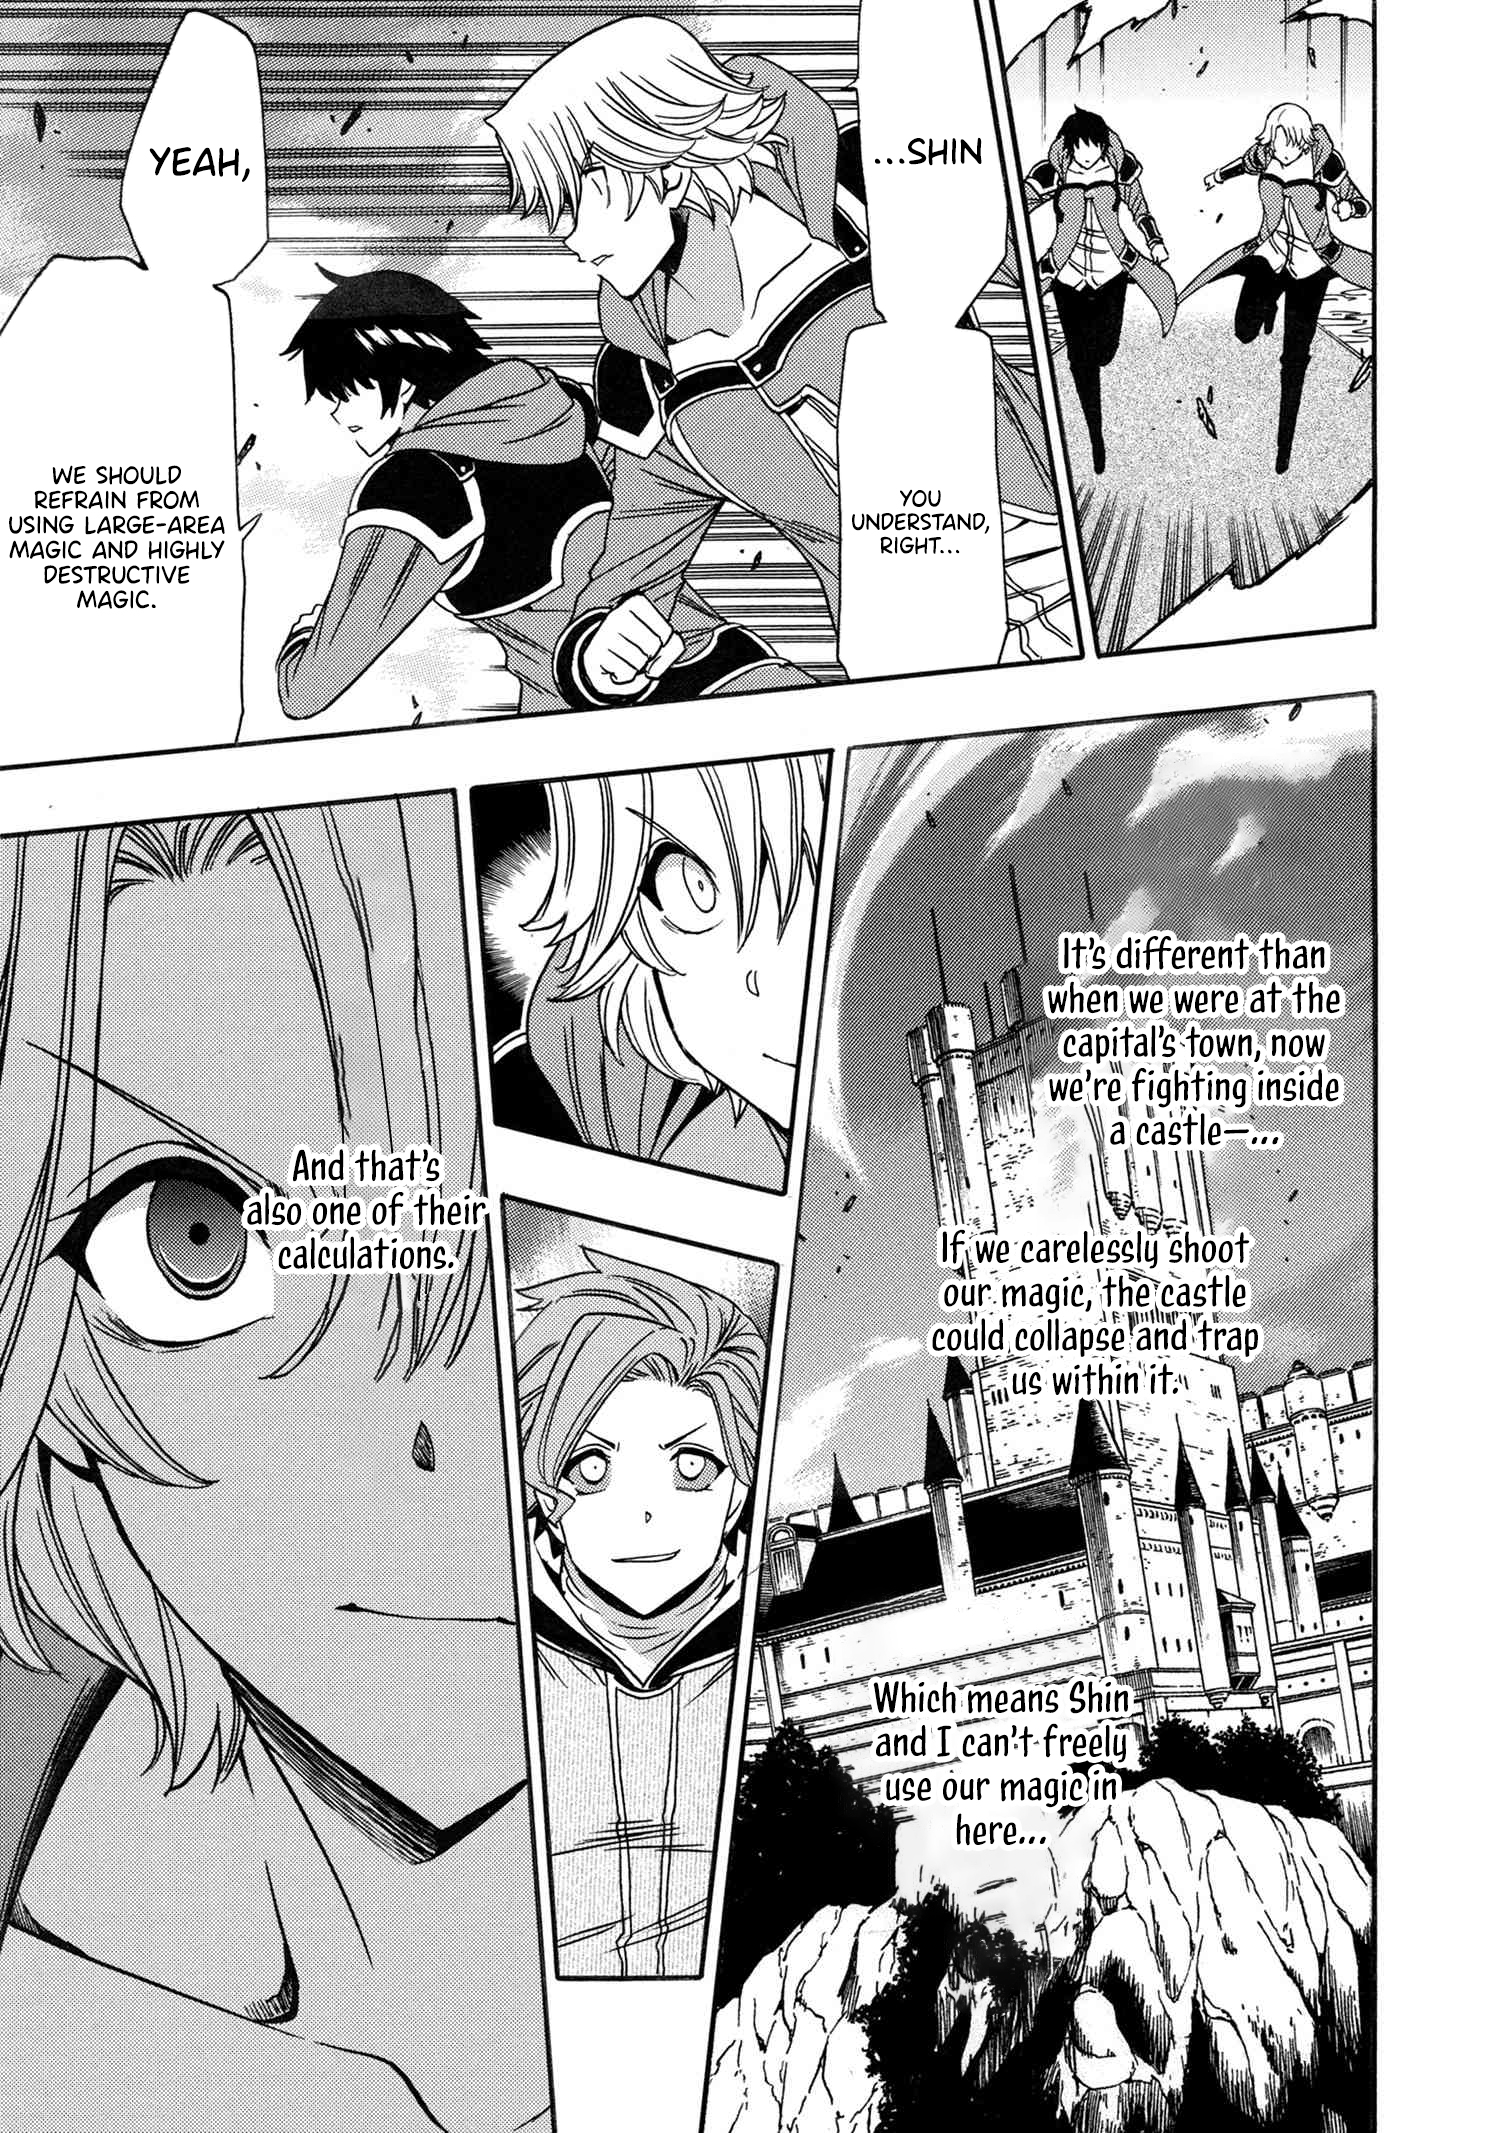 ...SHIN
YOU
UNDERSTAND,
RIGHT...
YEAH,
WE SHOULD
REFRAIN FROM
USING LARGE-AREA
MAGIC AND HIGHLY
DESTRUCTIVE
MAGIC.
It's different than
when we were at the
capital's town, now
we're fighting inside
a castle—...
If we carelessly shoot
our magic, the castle
could collapse and trap
us within it.
Which means Shin
and I can't freely
use our magic in
here...
And that's
also one of their
calculations.